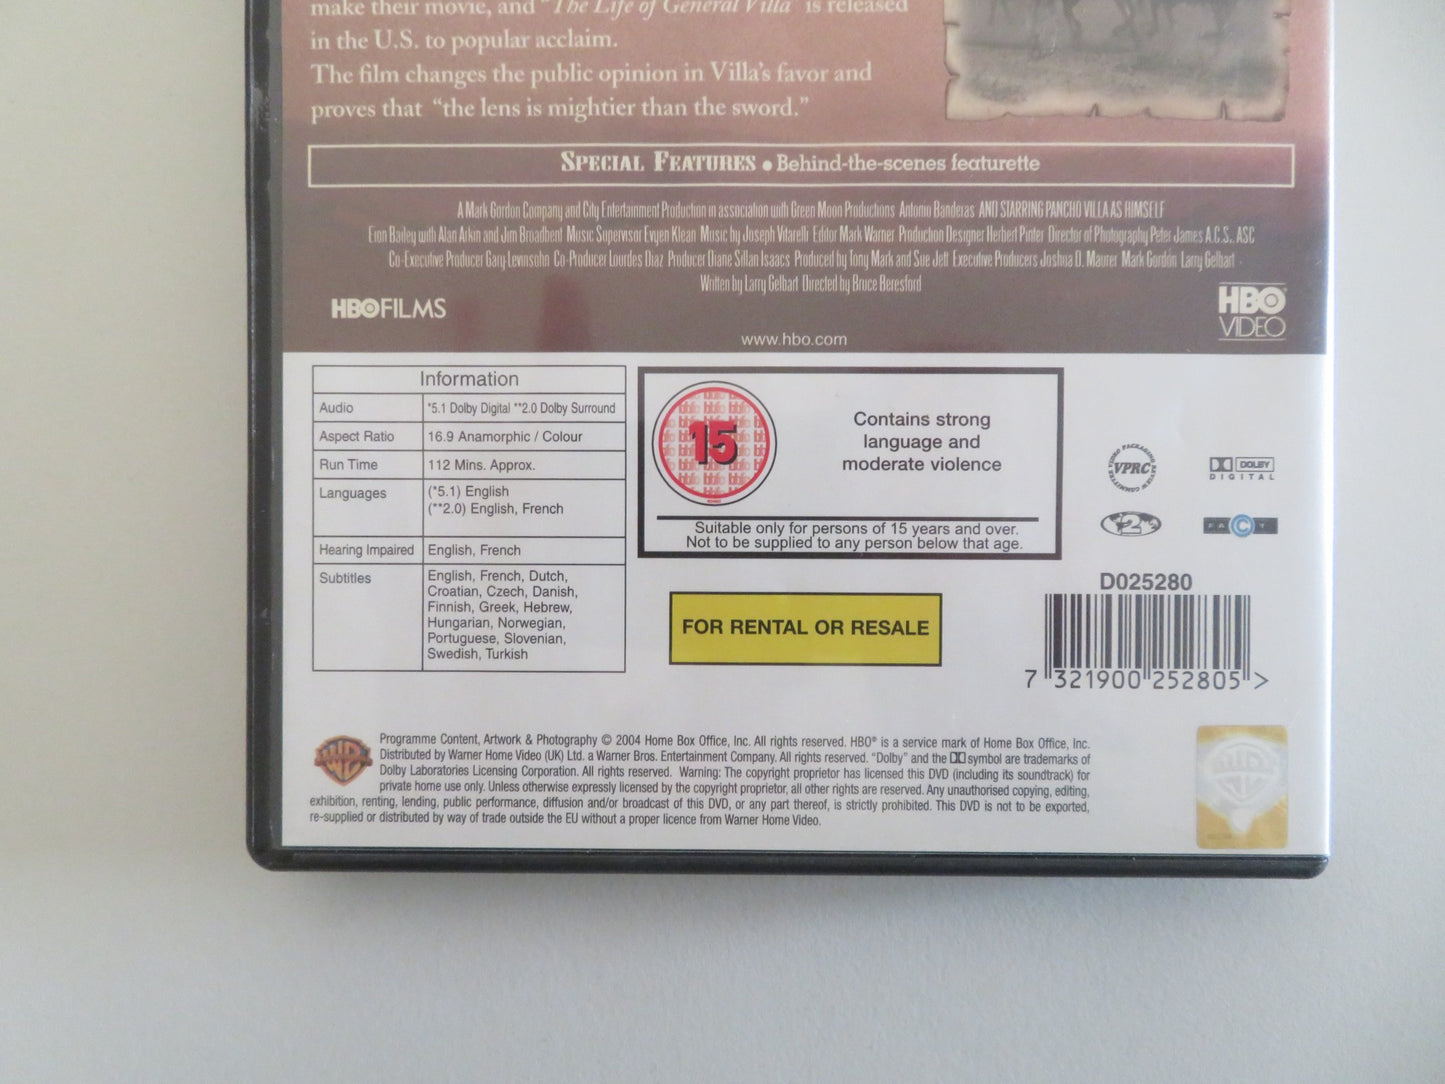 make their movie, and "The Life of General Villa" is released
in the U.S. to popular acclaim.
The film changes the public opinion in Villa's favor and
proves that "the lens is mightier than the sword."
SPECIAL FEATURES • Behind-the-scenes featurette
A Mark Gordon Company and City Entertainment Production in association with Green Moon Productions Antonio Banderas AND STARRING PANCHO VILLA AS HIMSELF
Eion Bailey with Alan Arkin and Jim Broadbent Music Supervisor Evyen Klean Music by Joseph Vitarelli Editor Mark Warner Production Designer Herbert Pinter Director of Photography Peter James A.C.S., ASC
Co-Executive Producer Gary Levinsohn Co-Producer Lourdes Diaz Producer Diane Sillan Isaacs Produced by Tony Mark and Sue Jett Executive Producers Joshua D. Maurer Mark Gordon Larry Gelbart
Written by Larry Gelbart Directed by Bruce Beresford
HBO FILMS
HBO
VIDEO
www.hbo.com
Information
Audio *5.1 Dolby Digital **2.0 Dolby Surround
Aspect Ratio 16.9 Anamorphic / Colour
Run Time 112 Mins. Approx.
Languages (*5.1) English
(**2.0) English, French
Hearing Impaired English, French
Subtitles English, French, Dutch,
Croatian, Czech, Danish,
Finnish, Greek, Hebrew,
Hungarian, Norwegian,
Portuguese, Slovenian,
Swedish, Turkish
15
Contains strong
language and
moderate violence
Suitable only for persons of 15 years and over.
Not to be supplied to any person below that age.
FOR RENTAL OR RESALE
VPRC
DOLBY
DIGITAL
2
FACT
D025280
7 321900 252805 >
Programme Content, Artwork & Photography © 2004 Home Box Office, Inc. All rights reserved. HBO® is a service mark of Home Box Office, Inc.
Distributed by Warner Home Video (UK) Ltd. a Warner Bros. Entertainment Company. All rights reserved. "Dolby" and the symbol are trademarks of
Dolby Laboratories Licensing Corporation. All rights reserved. Warning: The copyright proprietor has licensed this DVD (including its soundtrack) for
private home use only. Unless otherwise expressly licensed by the copyright proprietor, all other rights are reserved. Any unauthorised copying, editing,
exhibition, renting, lending, public performance, diffusion and/or broadcast of this DVD, or any part thereof, is strictly prohibited. This DVD is not to be exported,
re-supplied or distributed by way of trade outside the EU without a proper licence from Warner Home Video.